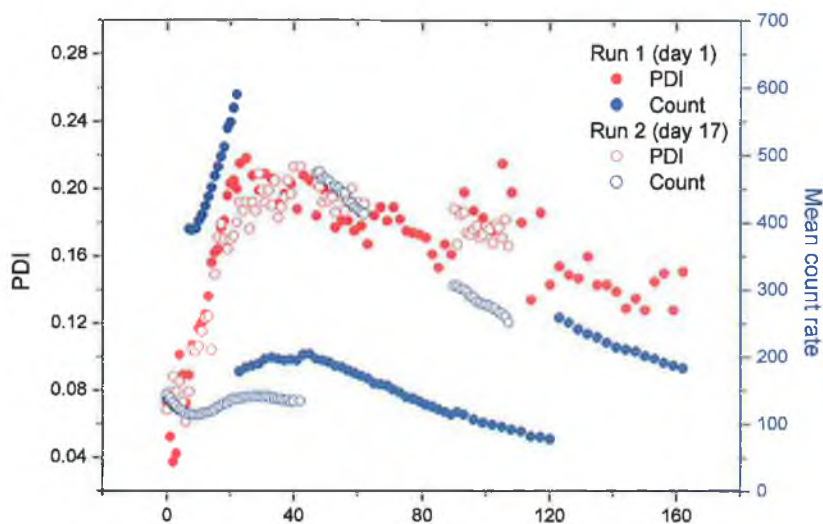 0.28
0.24
0.20
0.16
0.12
0.08
0.04
PDI
700
600
500
400
300
200
100
0
Mean count rate
0
40
80
120
160
Run 1 (day 1)
PDI
Count
Run 2 (day 17)
PDI
Count